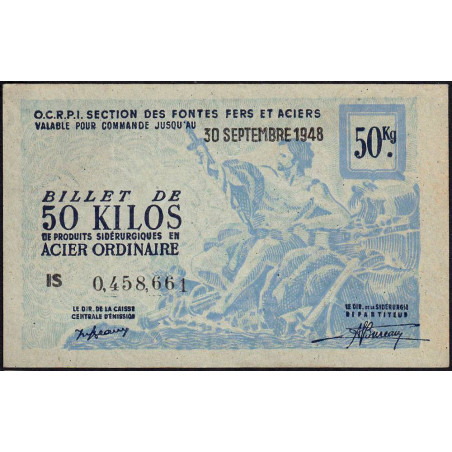 O.C.R.P.I. SECTION DES FONTES FERS ET ACIERS
VALABLE POUR COMMANDE JUSQU'AU
30 SEPTEMBRE 1948
50 Kg.
BILLET DE
50 KILOS
DE PRODUITS SIDÉRURGIQUES EN
ACIER ORDINAIRE
IS 0,458,661
LE DIR. DE LA CAISSE
CENTRALE D'ÉMISSION
LE DIR. DE LA SIDÉRURGIE
RÉPARTITEUR